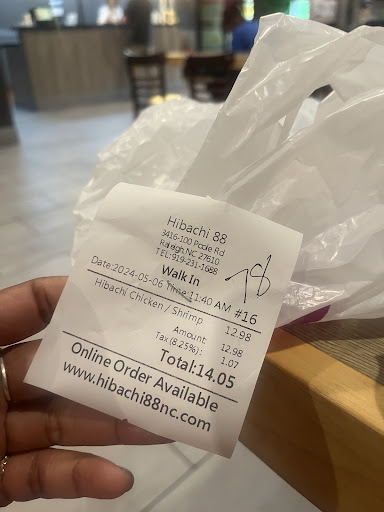 Hibachi 88
3416-100 Poole Rd
Raleigh NC 27610
TEL:919-231-1688
Walk In
78
Date:2024-05-06 Time:11:40 AM #16
Hibachi Chicken / Shrimp 12.98
Amount: 12.98
Tax(8.25%): 1.07
Total:14.05
Online Order Available
www.hibachi88nc.com